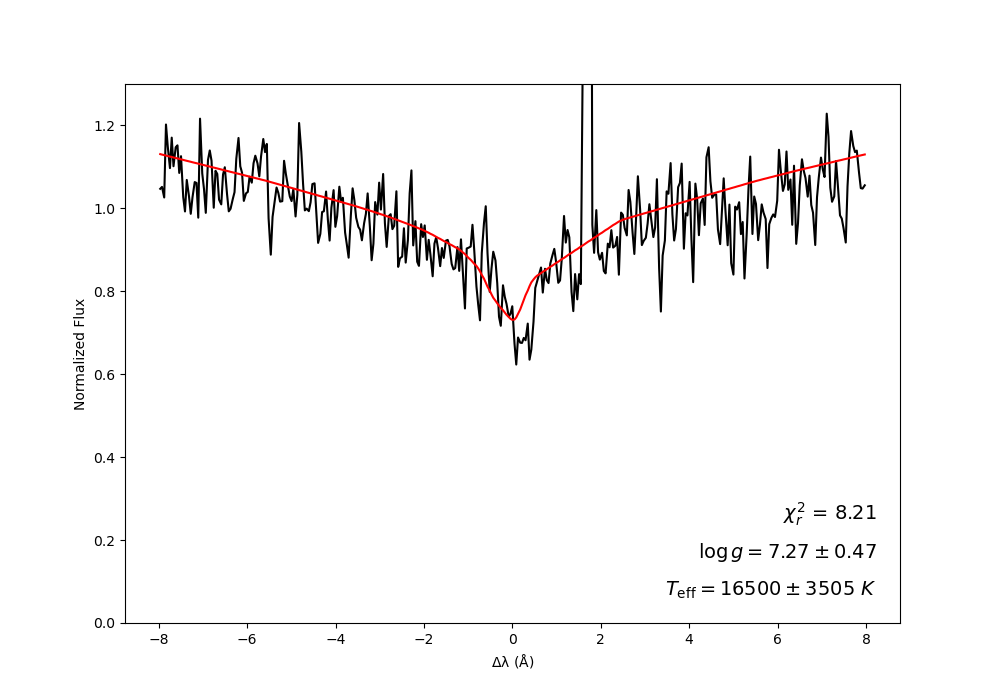 Normalized Flux
1.2
1.0
0.8
0.6
0.4
0.2
0.0
χ²ᵣ = 8.21
log g = 7.27 ± 0.47
T_eff = 16500 ± 3505 K
−8 −6 −4 −2 0 2 4 6 8
Δλ (Å)